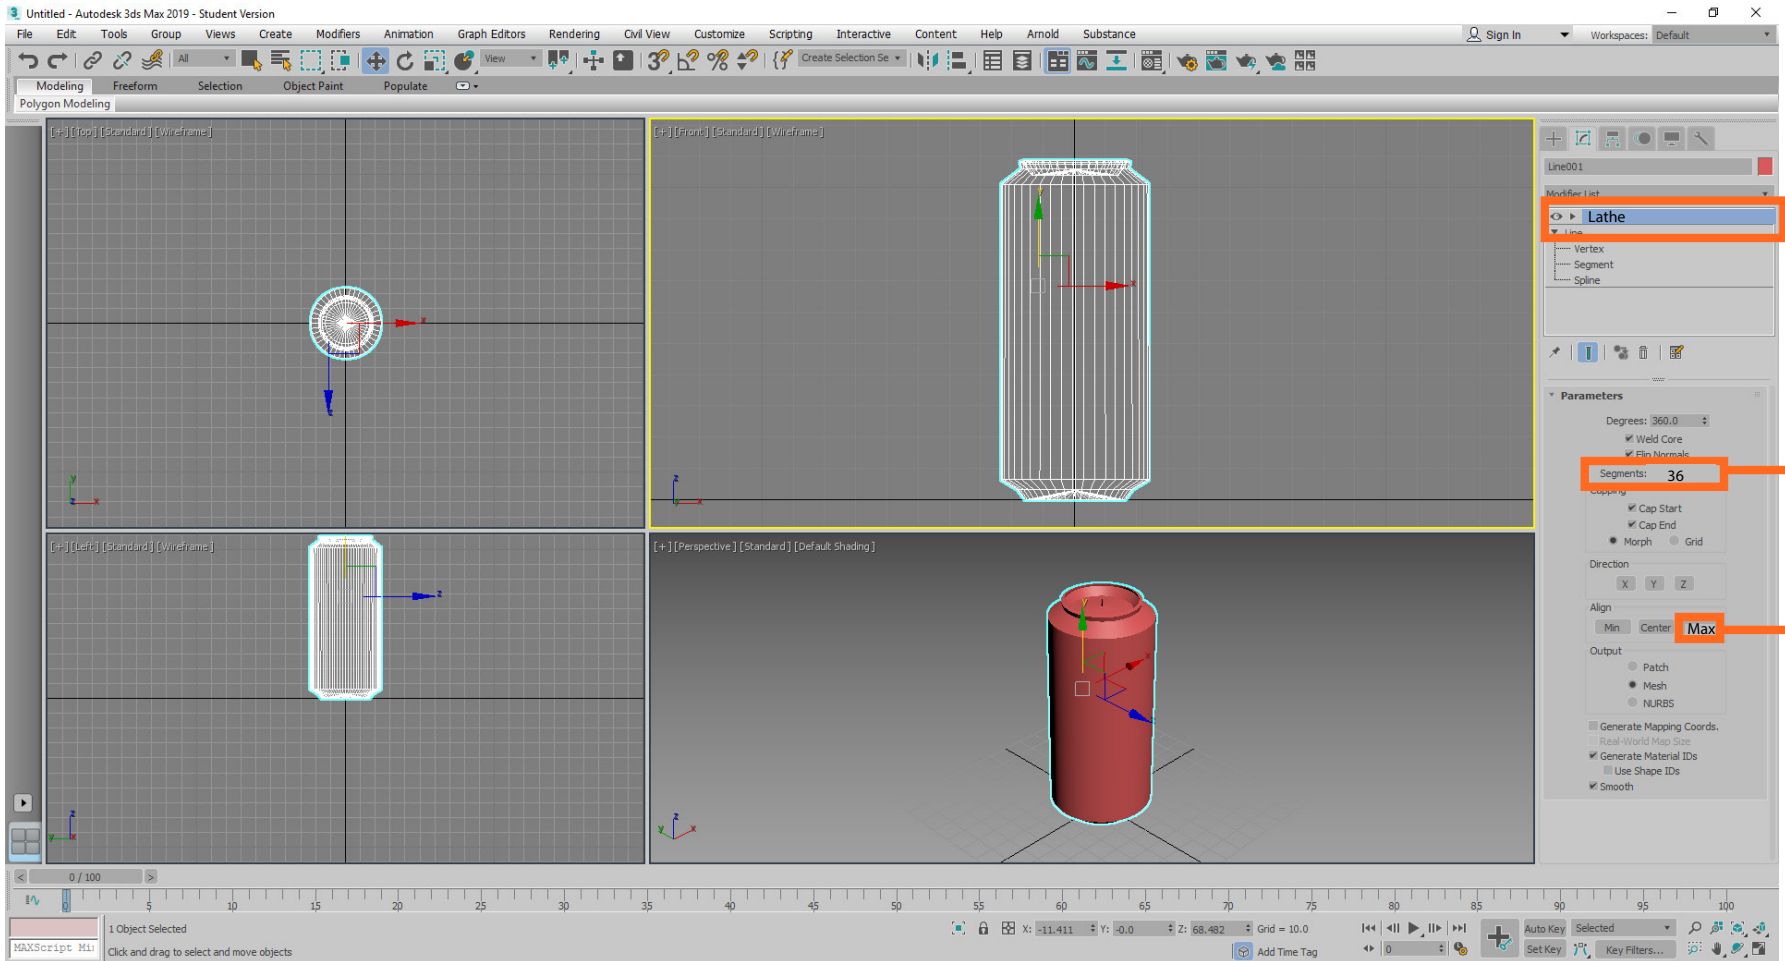 3 Untitled - Autodesk 3ds Max 2019 - Student Version
File Edit Tools Group Views Create Modifiers Animation Graph Editors Rendering Civil View Customize Scripting Interactive Content Help Arnold Substance Sign In Workspaces: Default
All View Create Selection Se
Modeling Freeform Selection Object Paint Populate
Polygon Modeling
[+] [Top] [Standard] [Wireframe]
[+] [Front] [Standard] [Wireframe]
Line001
Modifier List
Lathe
Line
Vertex
Segment
Spline
Parameters
Degrees: 360.0
Weld Core
Flip Normals
Segments: 36
Capping
Cap Start
Cap End
Morph Grid
Direction
X Y Z
Align
Min Center Max
Output
Patch
Mesh
NURBS
Generate Mapping Coords.
Real-World Map Size
Generate Material IDs
Use Shape IDs
Smooth
[+] [Left] [Standard] [Wireframe]
[+] [Perspective] [Standard] [Default Shading]
< 0 / 100 >
0 5 10 15 20 25 30 35 40 45 50 55 60 65 70 75 80 85 90 95 100
1 Object Selected X: -11.411 Y: -0.0 Z: 68.482 Grid = 10.0 Auto Key Selected
MAXScript Mi Click and drag to select and move objects Add Time Tag 0 Set Key Key Filters...